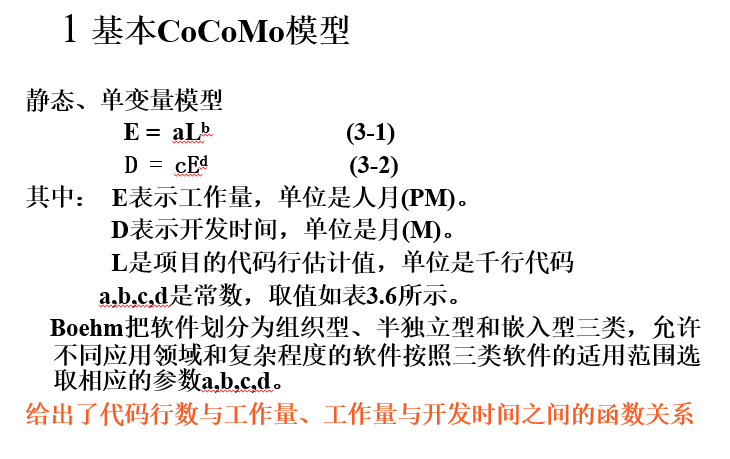 1 基本CoCoMo模型
静态、单变量模型
E = aLᵇ (3-1)
D = cEᵈ (3-2)
其中： E表示工作量，单位是人月(PM)。
D表示开发时间，单位是月(M)。
L是项目的代码行估计值，单位是千行代码
a,b,c,d是常数，取值如表3.6所示。
Boehm把软件划分为组织型、半独立型和嵌入型三类，允许
不同应用领域和复杂程度的软件按照三类软件的适用范围选
取相应的参数a,b,c,d。
给出了代码行数与工作量、工作量与开发时间之间的函数关系